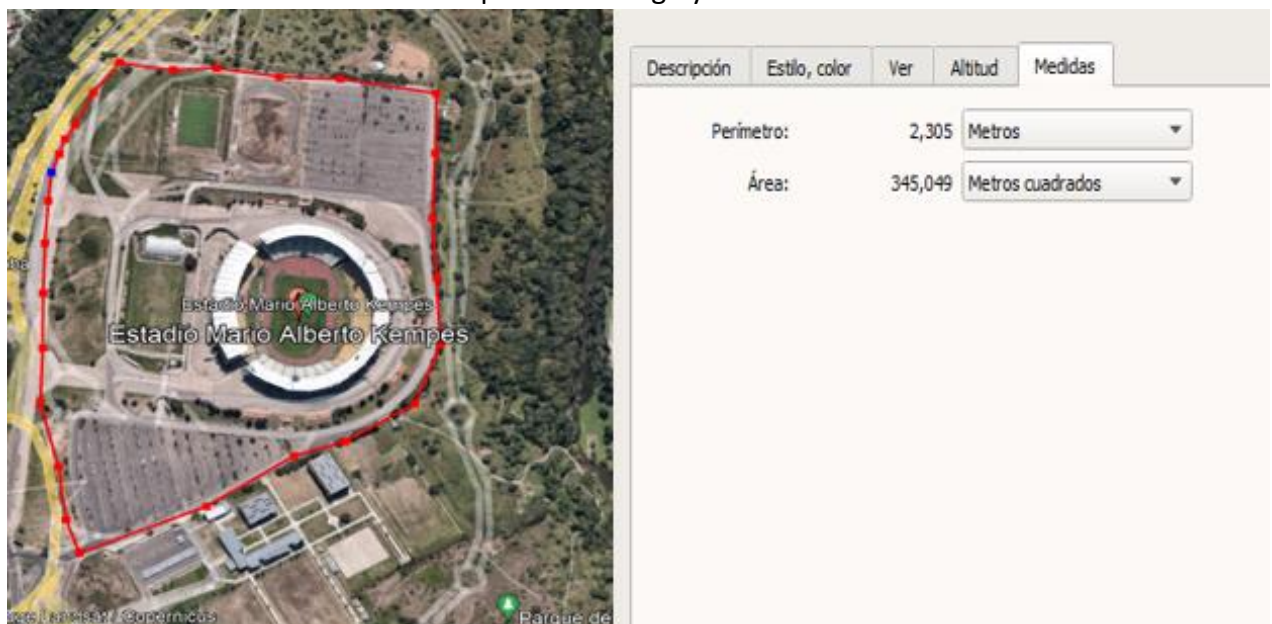 Descripción Estilo, color Ver Altitud Medidas
Perímetro: 2,305 Metros
Área: 345,049 Metros cuadrados
Estadio Mario Alberto Kempes
Estadio Mario Alberto Kempes
Parque de